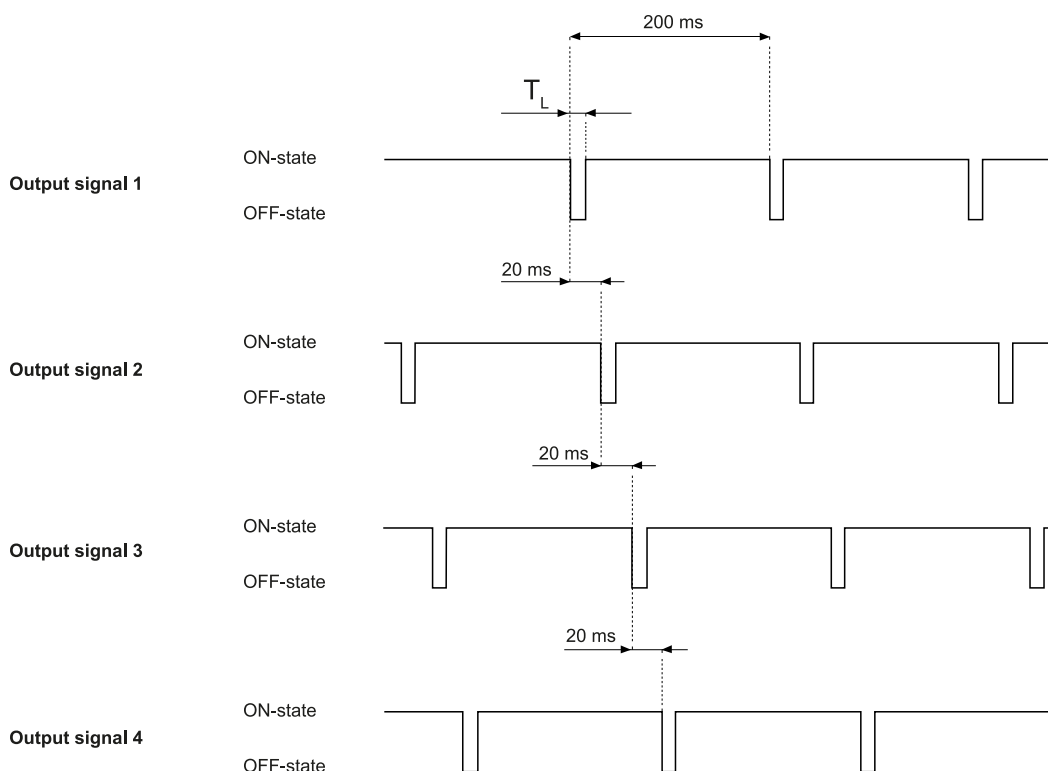 200 ms
TL
ON-state
Output signal 1
OFF-state
20 ms
ON-state
Output signal 2
OFF-state
20 ms
ON-state
Output signal 3
OFF-state
20 ms
ON-state
Output signal 4
OFF-state